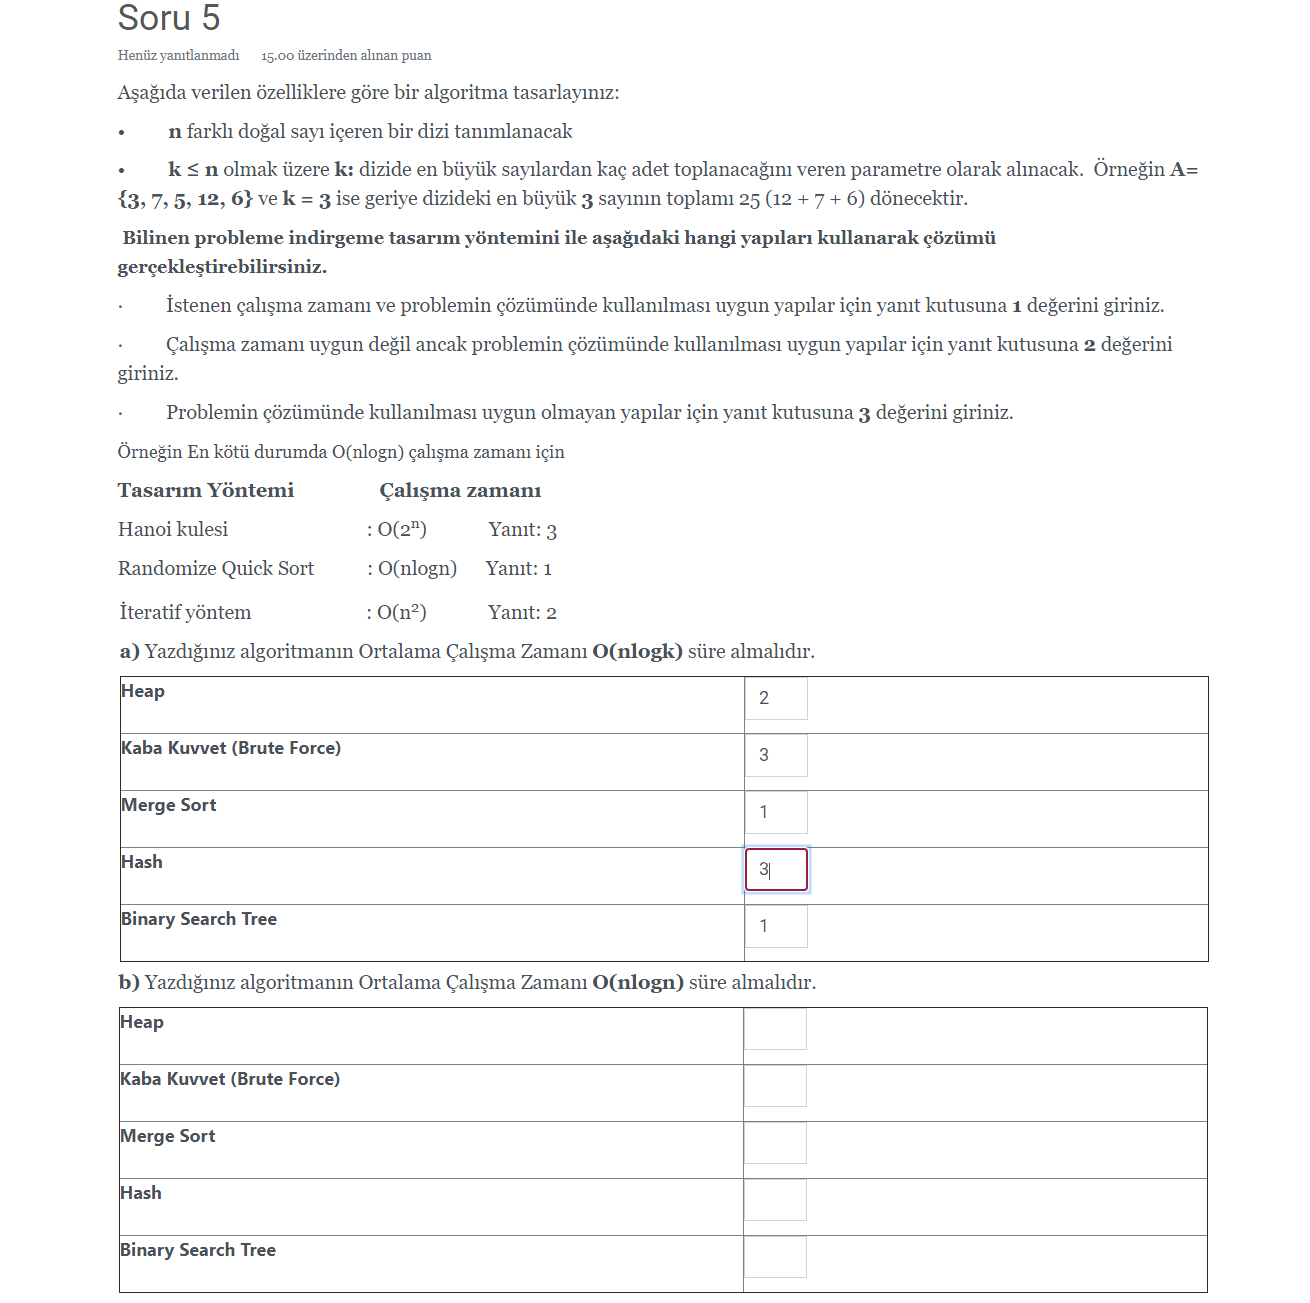 Soru 5
Henüz yanıtlanmadı 15.00 üzerinden alınan puan
Aşağıda verilen özelliklere göre bir algoritma tasarlayınız:
• n farklı doğal sayı içeren bir dizi tanımlanacak
• k ≤ n olmak üzere k: dizide en büyük sayılardan kaç adet toplanacağını veren parametre olarak alınacak. Örneğin A=
{3, 7, 5, 12, 6} ve k = 3 ise geriye dizideki en büyük 3 sayının toplamı 25 (12 + 7 + 6) dönecektir.
Bilinen probleme indirgeme tasarım yöntemini ile aşağıdaki hangi yapıları kullanarak çözümü
gerçekleştirebilirsiniz.
· İstenen çalışma zamanı ve problemin çözümünde kullanılması uygun yapılar için yanıt kutusuna 1 değerini giriniz.
· Çalışma zamanı uygun değil ancak problemin çözümünde kullanılması uygun yapılar için yanıt kutusuna 2 değerini
giriniz.
· Problemin çözümünde kullanılması uygun olmayan yapılar için yanıt kutusuna 3 değerini giriniz.
Örneğin En kötü durumda O(nlogn) çalışma zamanı için
Tasarım Yöntemi Çalışma zamanı
Hanoi kulesi : O(2ⁿ) Yanıt: 3
Randomize Quick Sort : O(nlogn) Yanıt: 1
İteratif yöntem : O(n²) Yanıt: 2
a) Yazdığınız algoritmanın Ortalama Çalışma Zamanı O(nlogk) süre almalıdır.
Heap 2
Kaba Kuvvet (Brute Force) 3
Merge Sort 1
Hash 3
Binary Search Tree 1
b) Yazdığınız algoritmanın Ortalama Çalışma Zamanı O(nlogn) süre almalıdır.
Heap
Kaba Kuvvet (Brute Force)
Merge Sort
Hash
Binary Search Tree